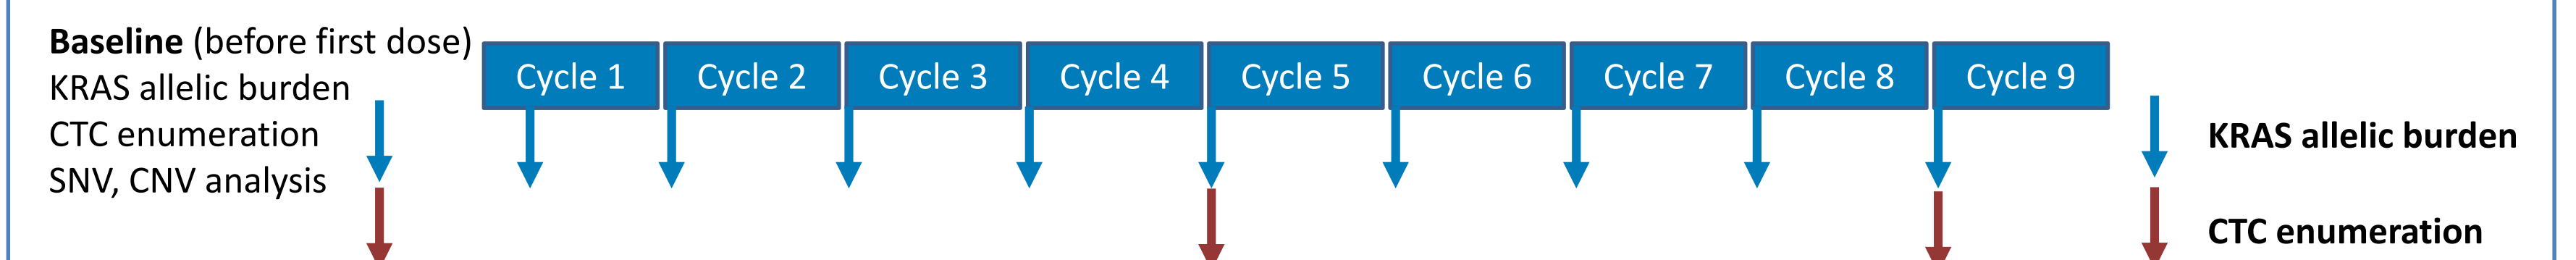 Baseline (before first dose)
KRAS allelic burden
CTC enumeration
SNV, CNV analysis
Cycle 1
Cycle 2
Cycle 3
Cycle 4
Cycle 5
Cycle 6
Cycle 7
Cycle 8
Cycle 9
KRAS allelic burden
CTC enumeration